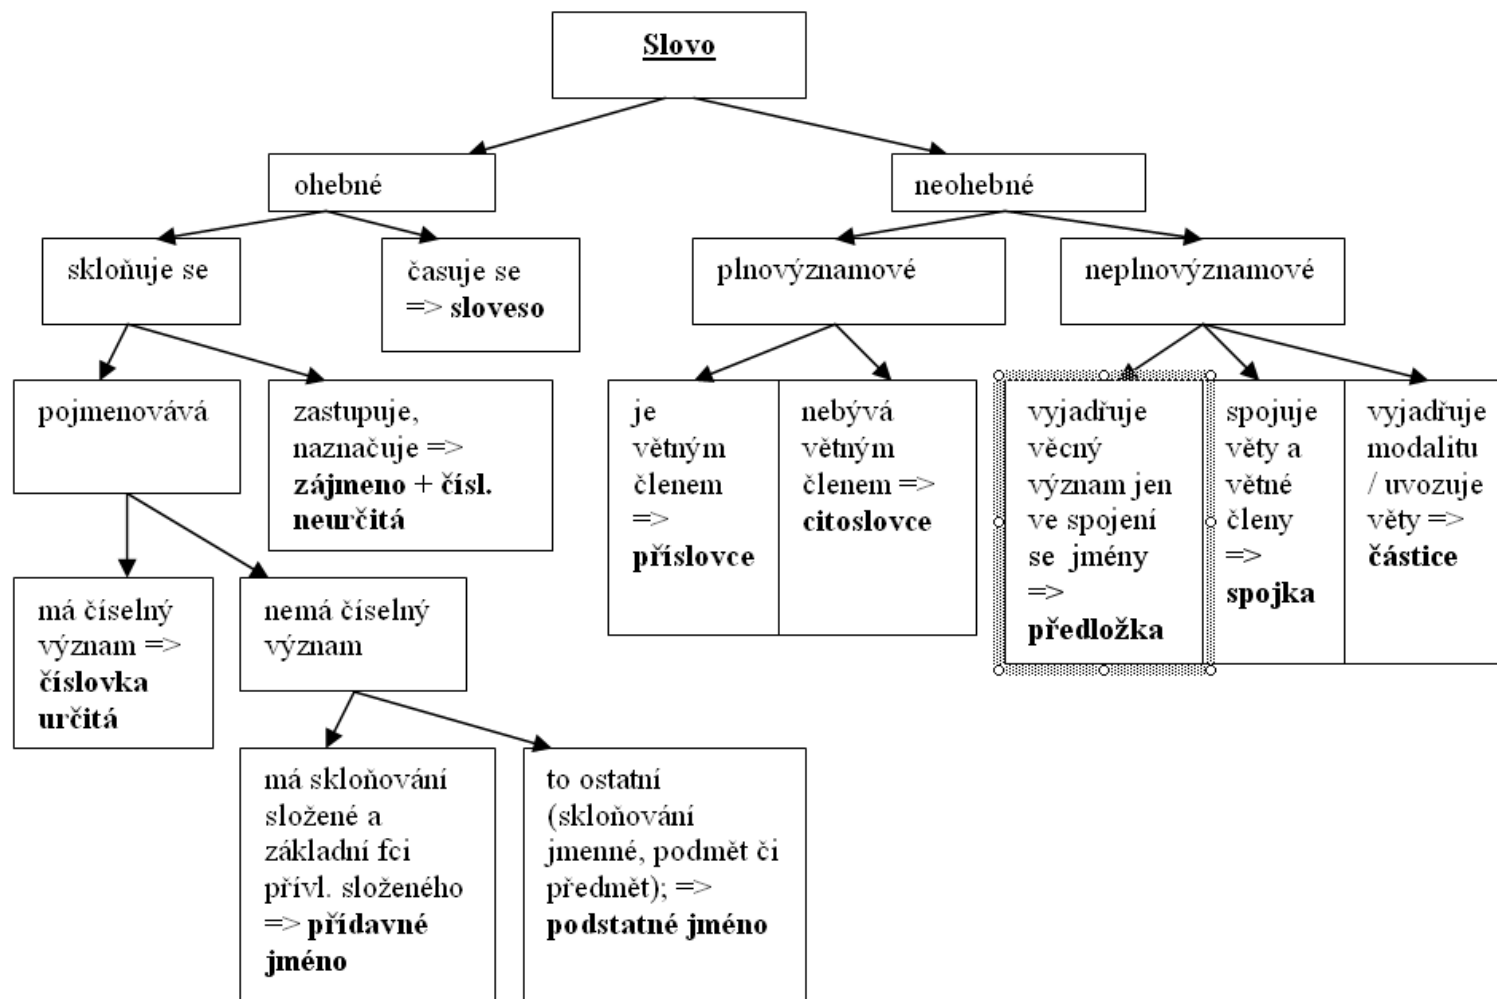 Slovo
ohebné
neohebné
skloňuje se
časuje se
=> sloveso
plnovýznamové
neplnovýznamové
pojmenovává
zastupuje,
naznačuje =>
zájmeno + čísl.
neurčitá
je
větným
členem
=>
příslovce
nebývá
větným
členem =>
citoslovce
vyjadřuje
věcný
význam jen
ve spojení
se jmény
=>
předložka
spojuje
věty a
větné
členy
=>
spojka
vyjadřuje
modalitu
/ uvozuje
věty =>
částice
má číselný
význam =>
číslovka
určitá
nemá číselný
význam
má skloňování
složené a
základní fci
přívl. složeného
=> přídavné
jméno
to ostatní
(skloňování
jmenné, podmět či
předmět); =>
podstatné jméno